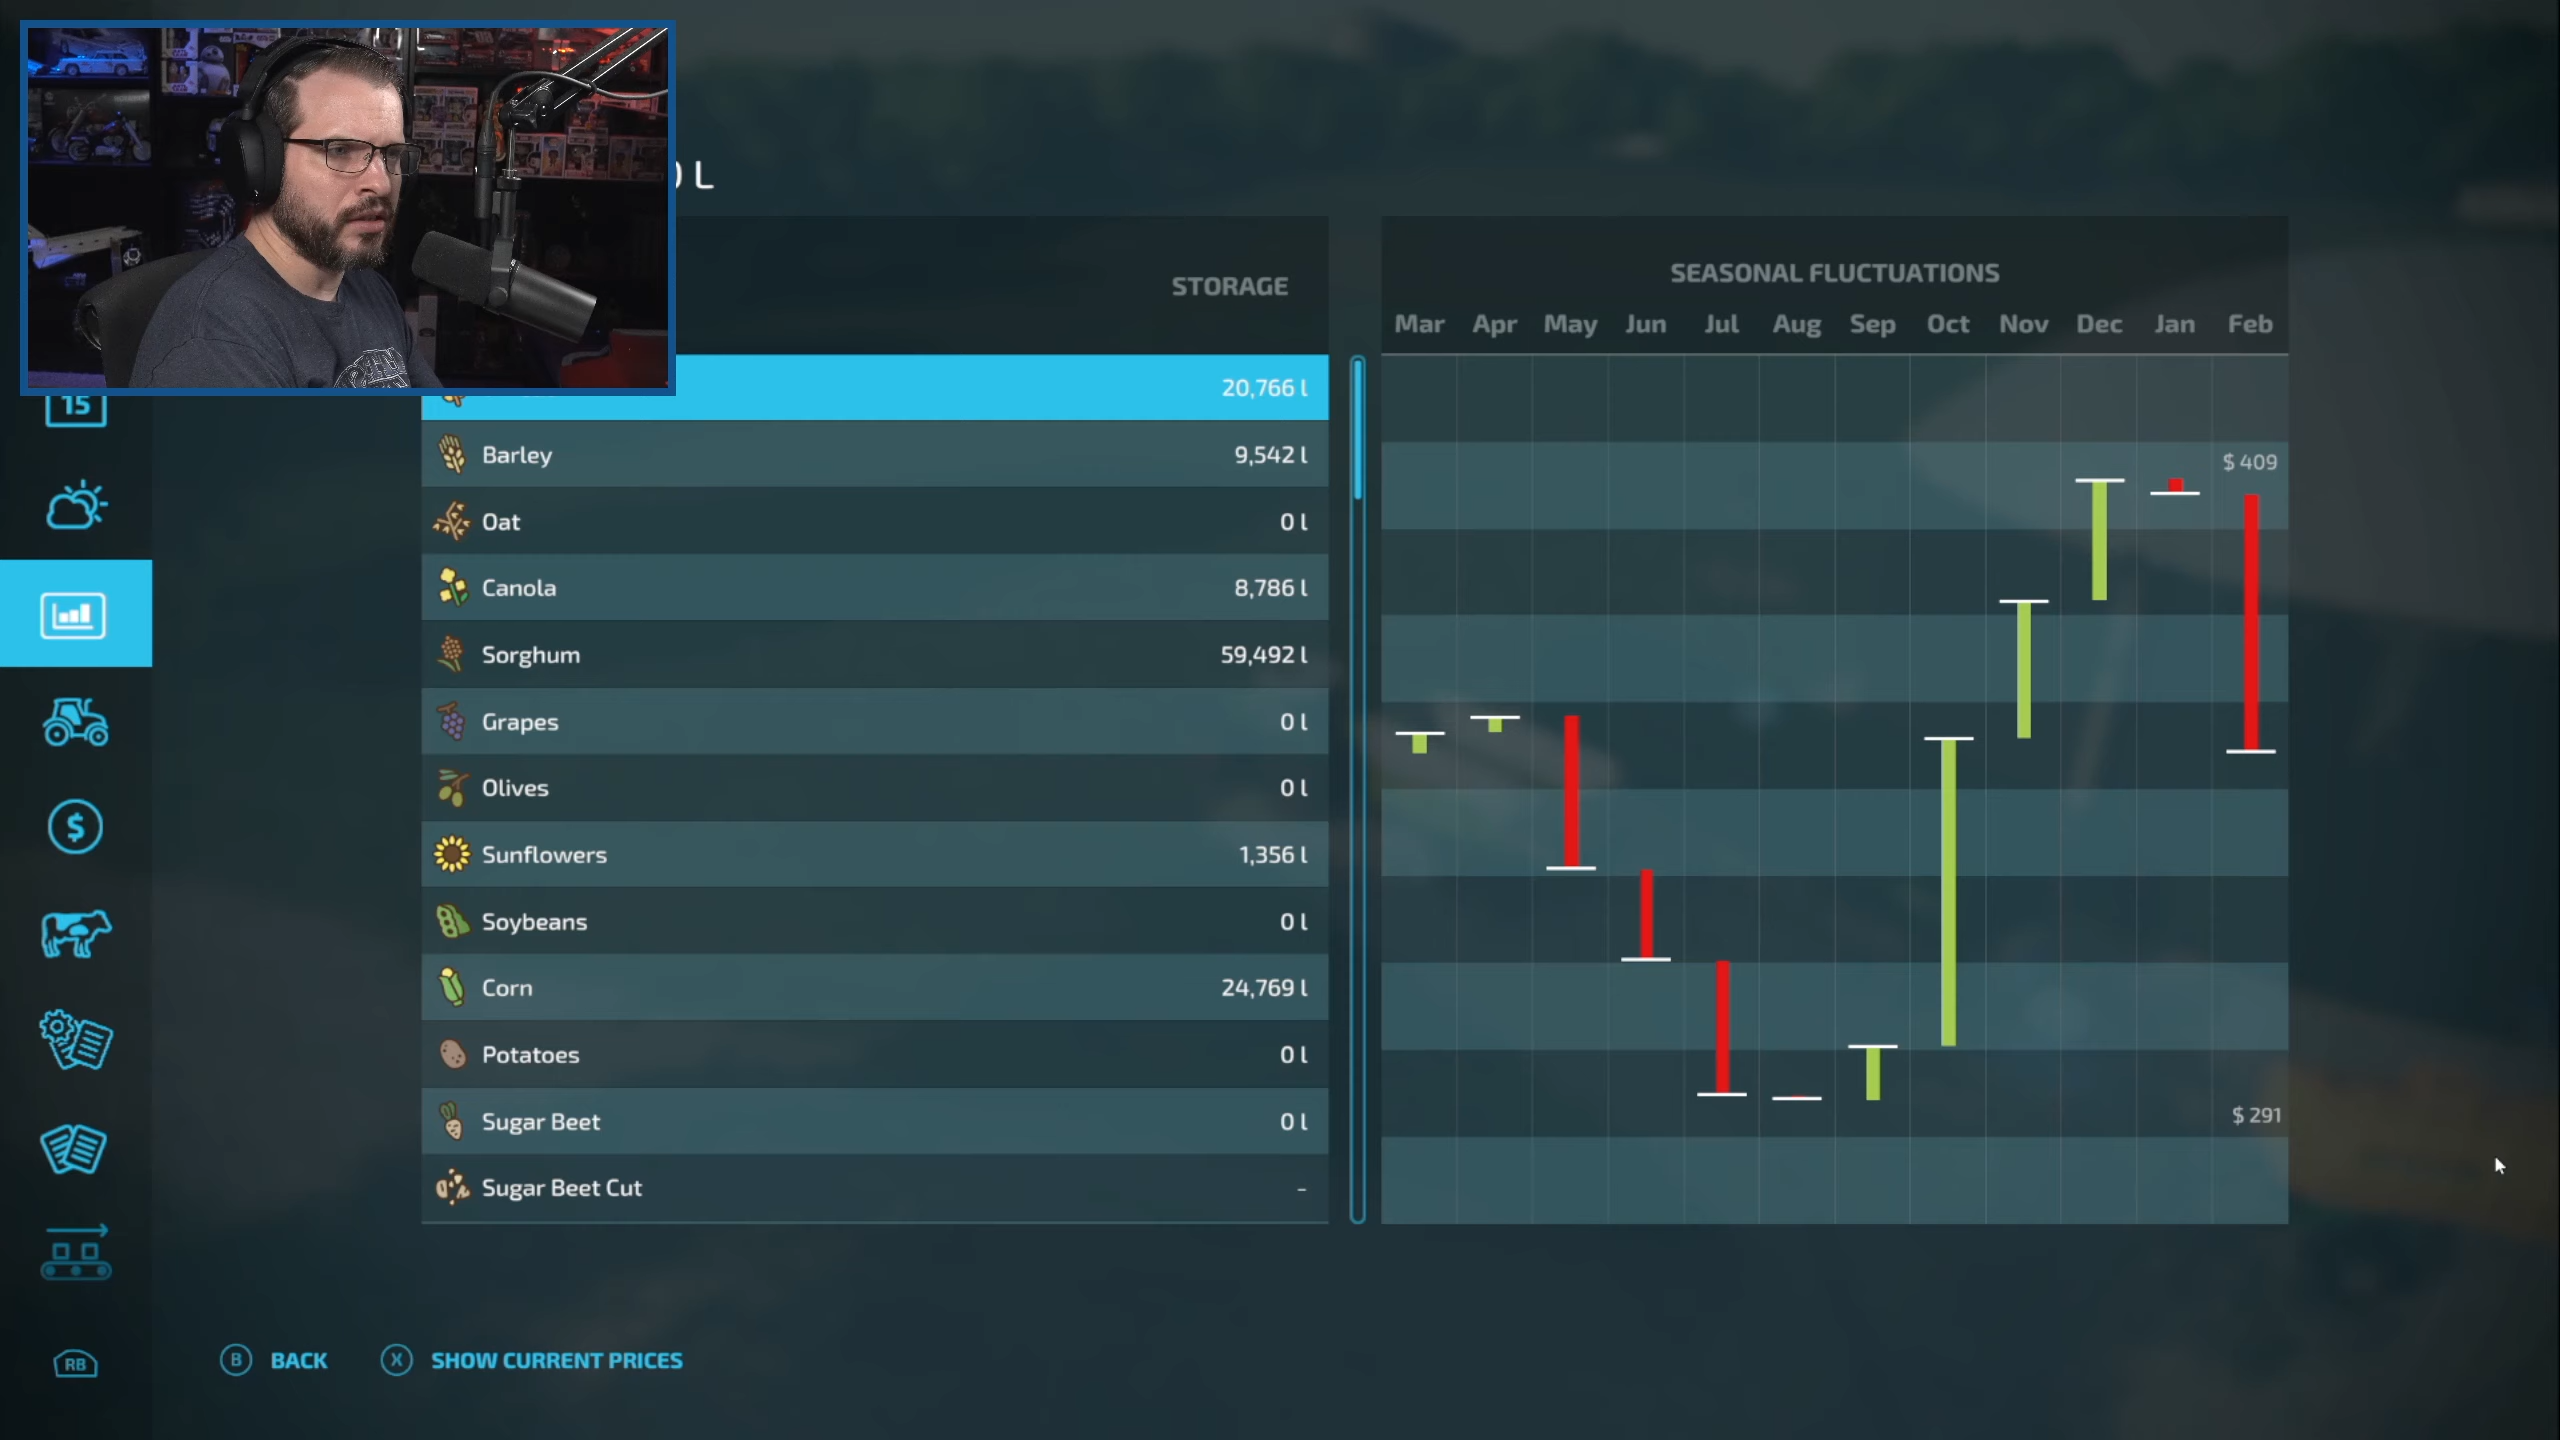 L
STORAGE
SEASONAL FLUCTUATIONS
Mar Apr May Jun Jul Aug Sep Oct Nov Dec Jan Feb
15
20,766 l
Barley 9,542 l
Oat 0 l
Canola 8,786 l
Sorghum 59,492 l
Grapes 0 l
Olives 0 l
Sunflowers 1,356 l
Soybeans 0 l
Corn 24,769 l
Potatoes 0 l
Sugar Beet 0 l
Sugar Beet Cut -
$ 409
$ 291
$
RB
B BACK X SHOW CURRENT PRICES